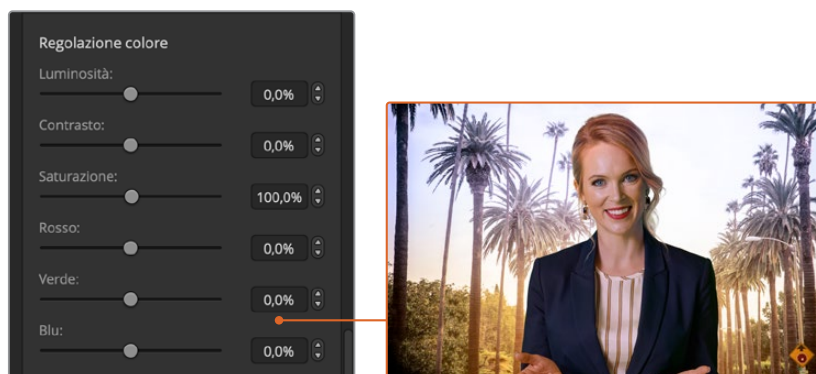 Regolazione colore
Luminosità:
0,0%
Contrasto:
0,0%
Saturazione:
100,0%
Rosso:
0,0%
Verde:
0,0%
Blu:
0,0%